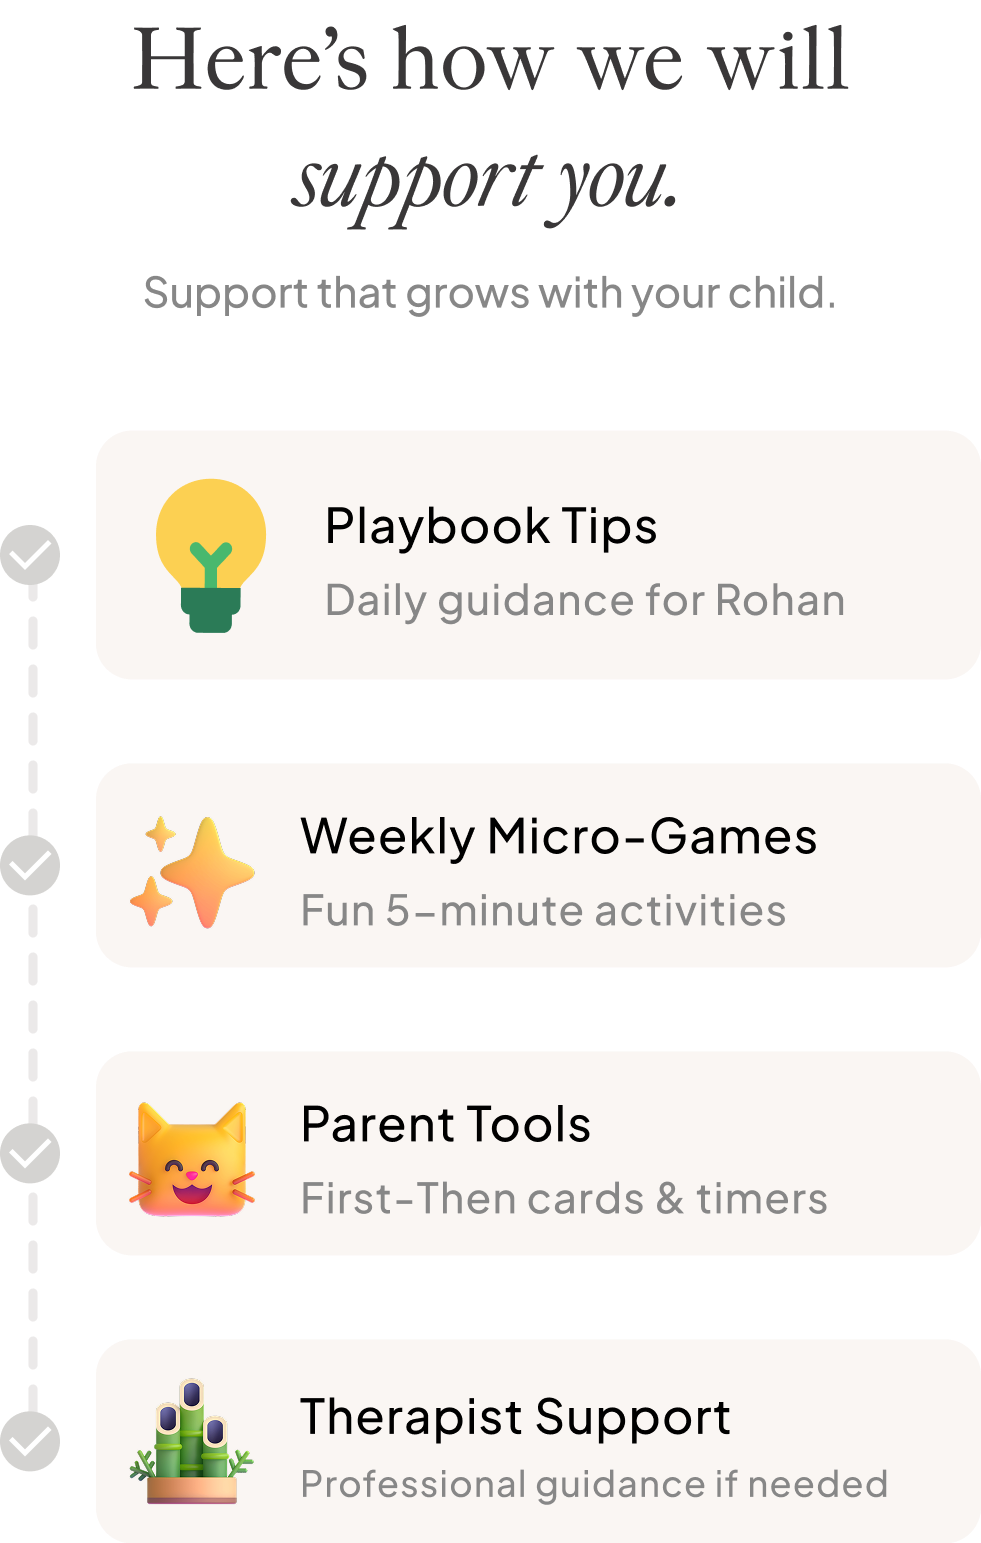 Here’s how we will
support you.
Support that grows with your child.
Playbook Tips
Daily guidance for Rohan
Weekly Micro-Games
Fun 5–minute activities
Parent Tools
First-Then cards & timers
Therapist Support
Professional guidance if needed